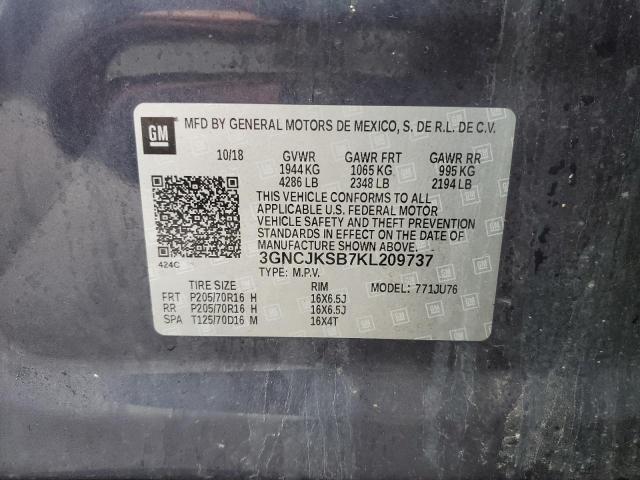 GM MFD BY GENERAL MOTORS DE MEXICO, S. DE R.L. DE C.V.
10/18 GVWR GAWR FRT GAWR RR
1944 KG 1065 KG 995 KG
4286 LB 2348 LB 2194 LB
THIS VEHICLE CONFORMS TO ALL
APPLICABLE U.S. FEDERAL MOTOR
VEHICLE SAFETY AND THEFT PREVENTION
STANDARDS IN EFFECT ON THE DATE OF
MANUFACTURE SHOWN ABOVE.
424C 3GNCJKSB7KL209737
TYPE: M.P.V.
TIRE SIZE RIM MODEL: 771JU76
FRT P205/70R16 H 16X6.5J
RR P205/70R16 H 16X6.5J
SPA T125/70D16 M 16X4T